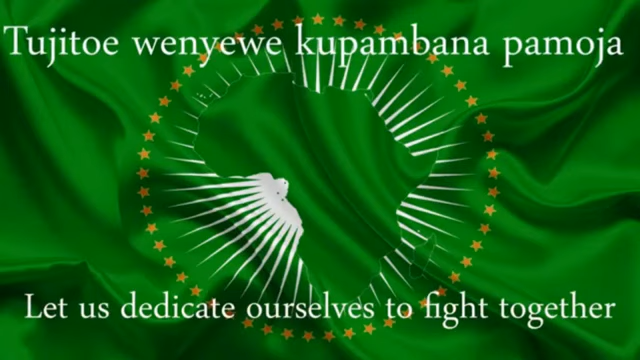 Tujitoe wenyewe kupambana pamoja
Let us dedicate ourselves to fight together